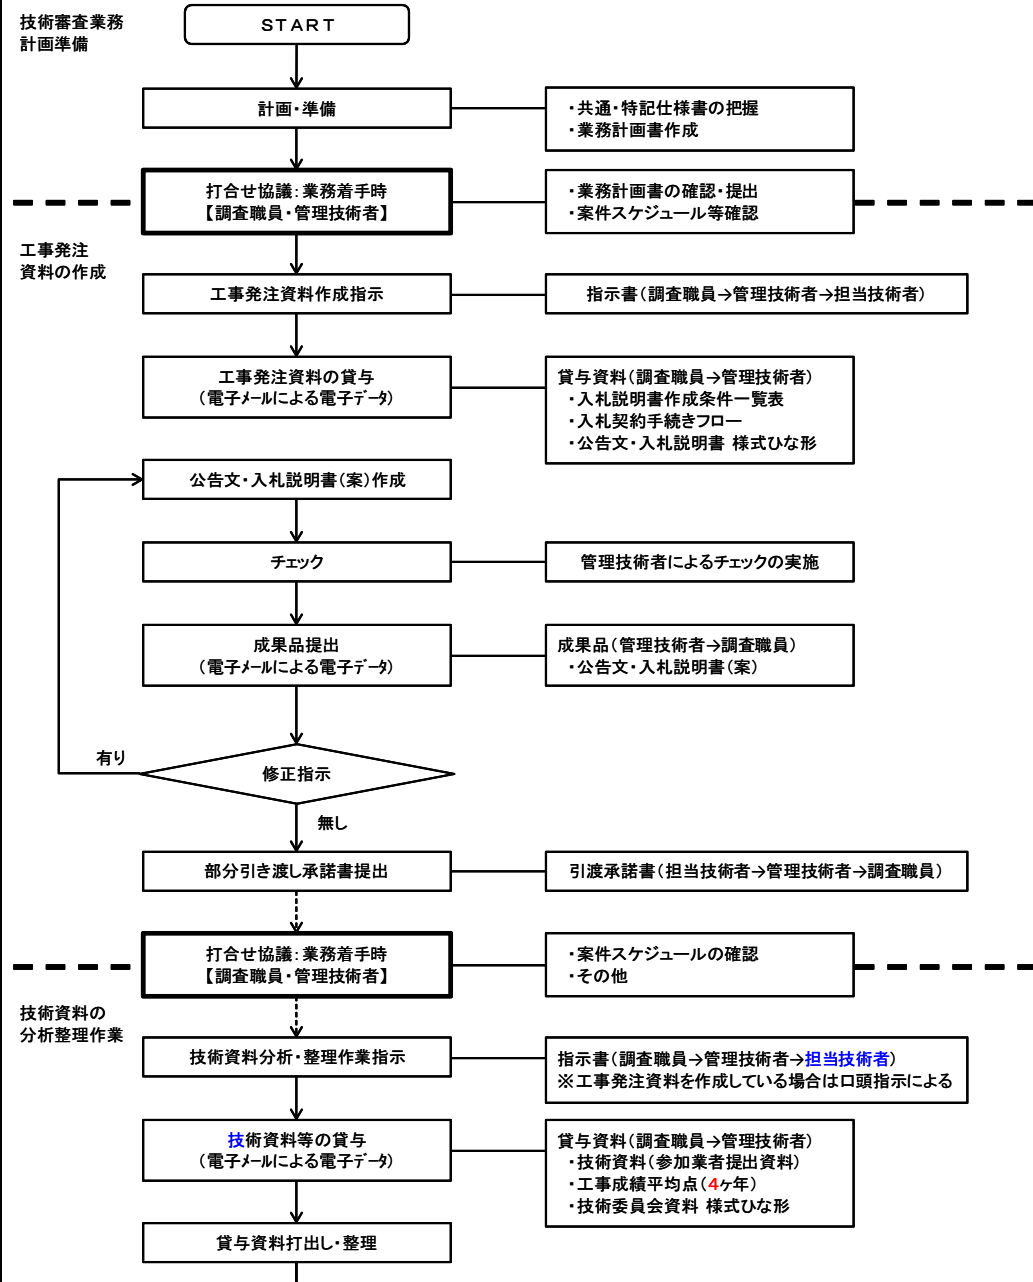 技術審査業務
計画準備
ＳＴＡＲＴ
計画・準備
・共通・特記仕様書の把握
・業務計画書作成
打合せ協議：業務着手時
【調査職員・管理技術者】
・業務計画書の確認・提出
・案件スケジュール等確認
工事発注
資料の作成
工事発注資料作成指示
指示書（調査職員→管理技術者→担当技術者）
工事発注資料の貸与
（電子メールによる電子データ）
貸与資料（調査職員→管理技術者）
・入札説明書作成条件一覧表
・入札契約手続きフロー
・公告文・入札説明書 様式ひな形
公告文・入札説明書（案）作成
チェック
管理技術者によるチェックの実施
成果品提出
（電子メールによる電子データ）
成果品（管理技術者→調査職員）
・公告文・入札説明書（案）
有り
修正指示
無し
部分引き渡し承諾書提出
引渡承諾書（担当技術者→管理技術者→調査職員）
打合せ協議：業務着手時
【調査職員・管理技術者】
・案件スケジュールの確認
・その他
技術資料の
分析整理作業
技術資料分析・整理作業指示
指示書（調査職員→管理技術者→担当技術者）
※工事発注資料を作成している場合は口頭指示による
技術資料等の貸与
（電子メールによる電子データ）
貸与資料（調査職員→管理技術者）
・技術資料（参加業者提出資料）
・工事成績平均点（４ヶ年）
・技術委員会資料 様式ひな形
貸与資料打出し・整理